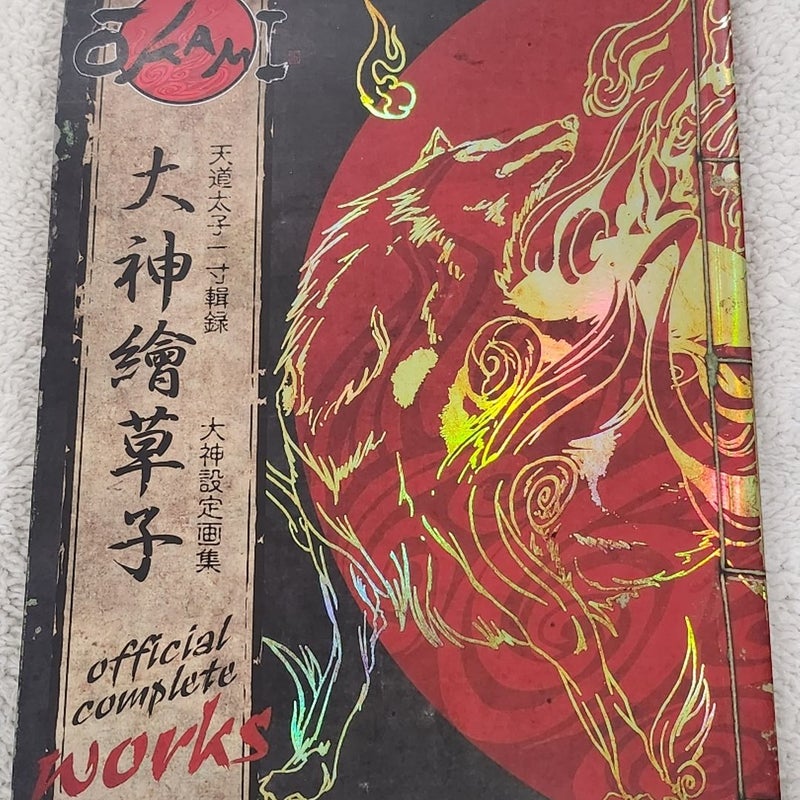 ŌKAMI
天道太子一寸輯録
大神繪草子
大神設定画集
official
complete
works